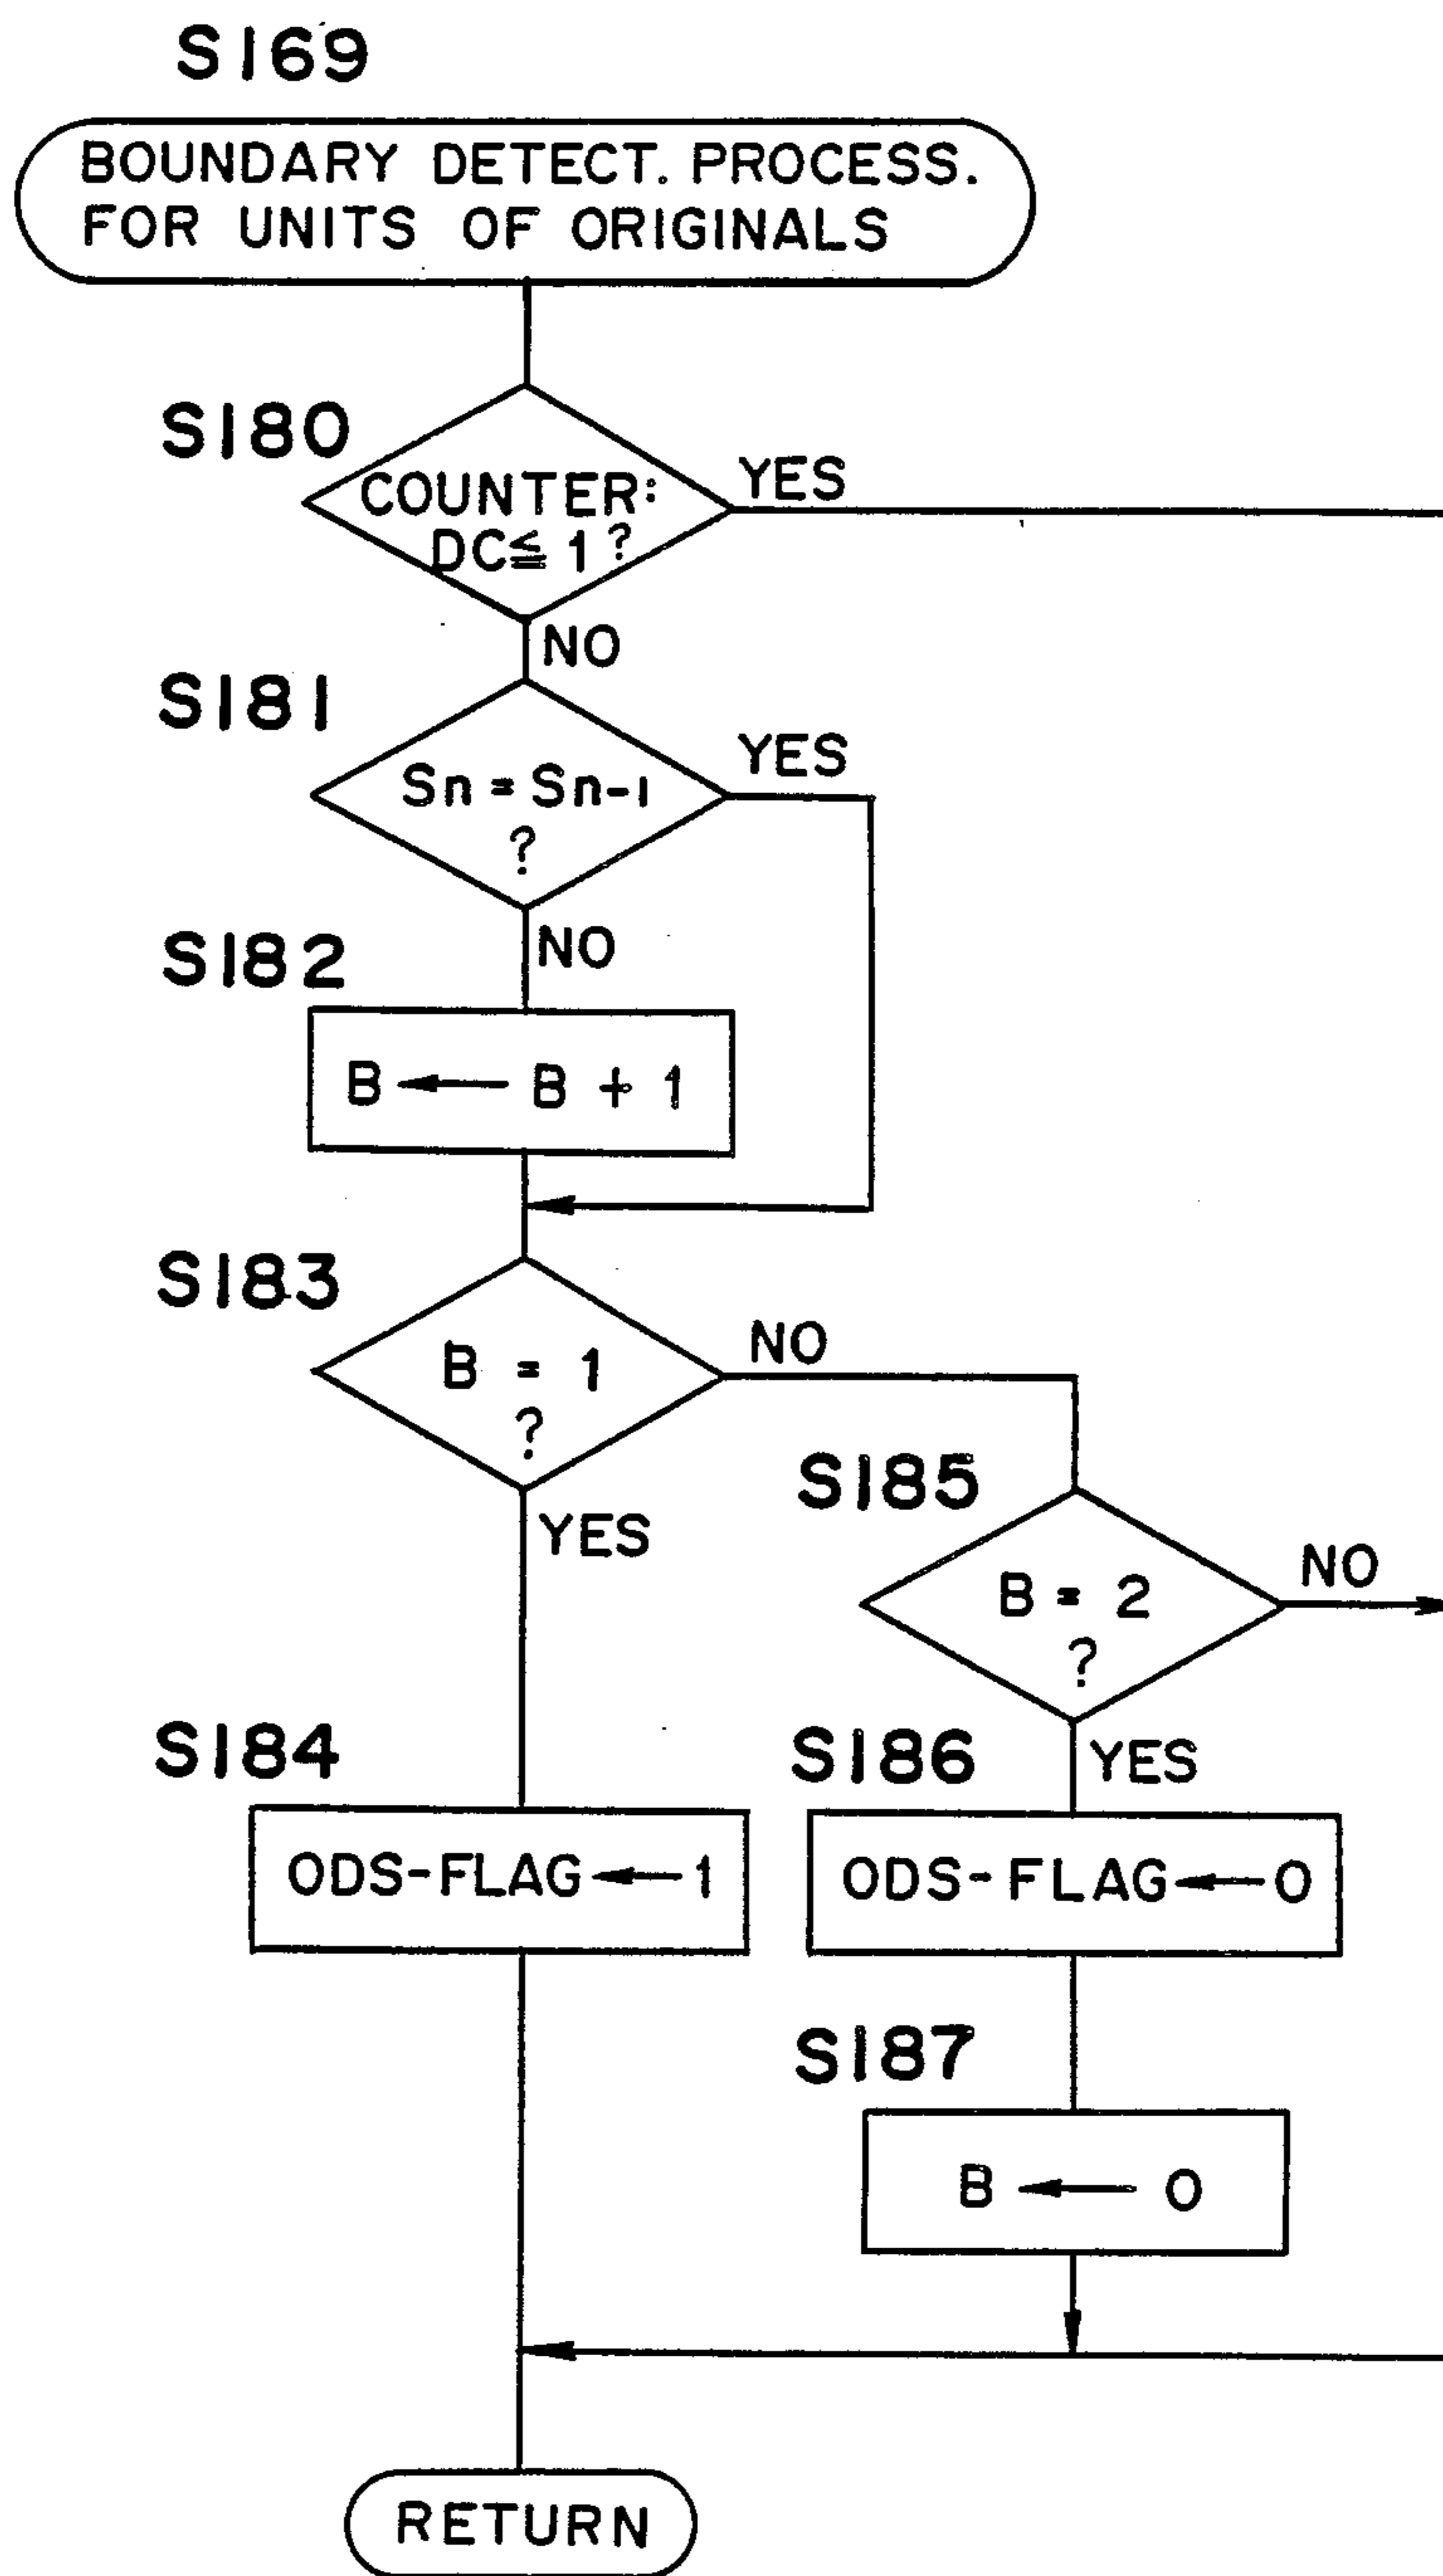 S169
BOUNDARY DETECT. PROCESS.
FOR UNITS OF ORIGINALS
S180
COUNTER:
DC≦ 1 ?
YES
NO
S181
Sn = Sn-1
?
YES
NO
S182
B ← B + 1
S183
B = 1
?
NO
YES
S185
B = 2
?
NO
YES
S184
ODS-FLAG ← 1
S186
ODS-FLAG ← 0
S187
B ← 0
RETURN